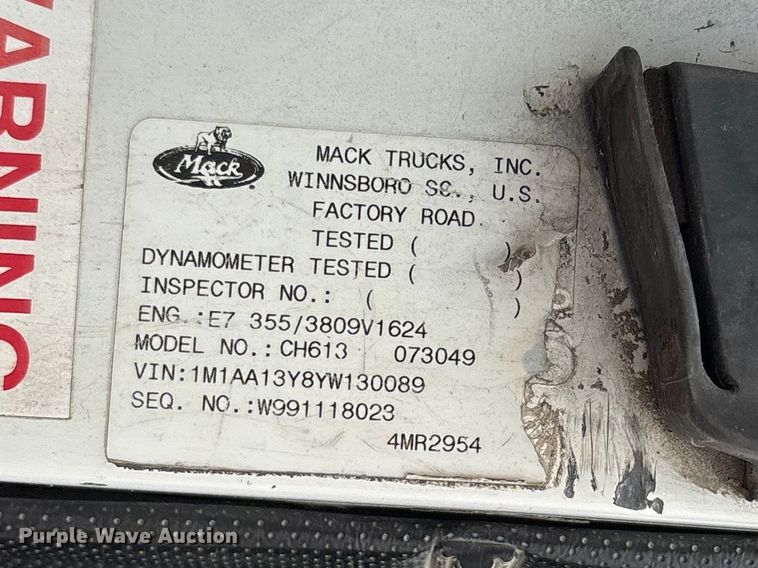 WARNING
Mack
MACK TRUCKS, INC.
WINNSBORO SC., U.S.
FACTORY ROAD
TESTED ( )
DYNAMOMETER TESTED ( )
INSPECTOR NO.: ( )
ENG.:E7 355/3809V1624
MODEL NO.:CH613 073049
VIN:1M1AA13Y8YW130089
SEQ. NO.:W991118023
4MR2954
Purple Wave Auction